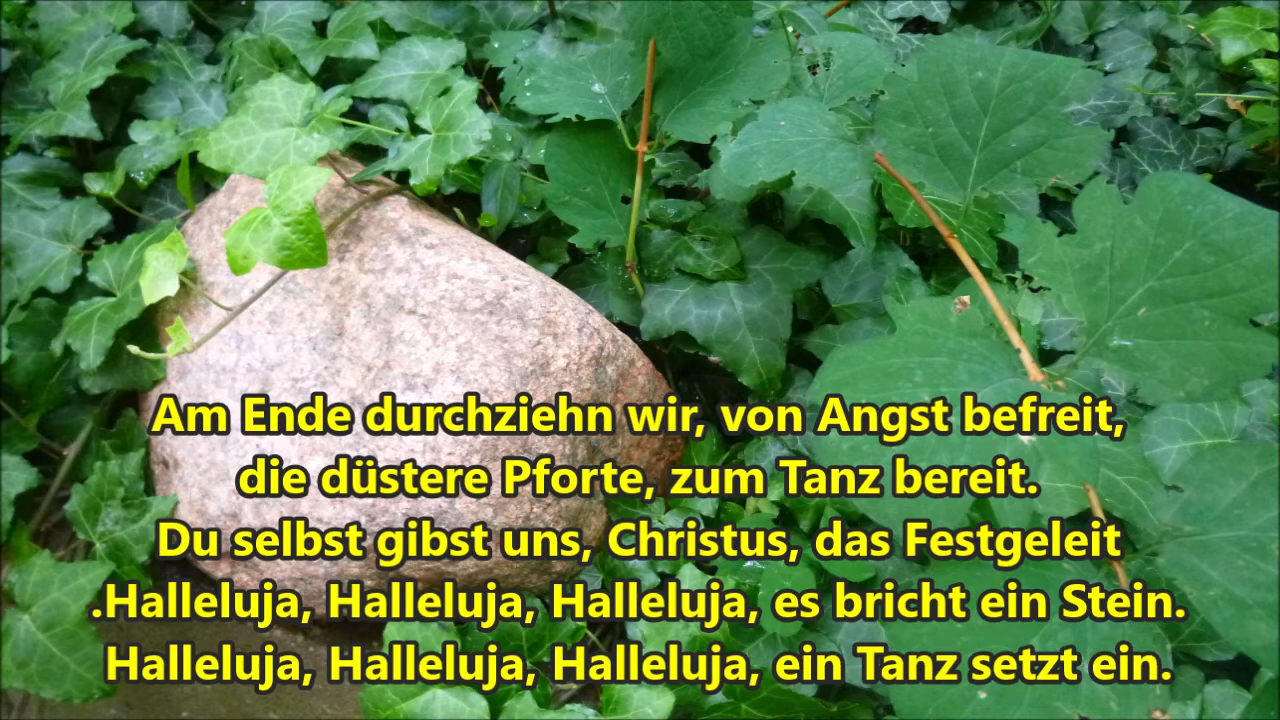 Am Ende durchziehn wir, von Angst befreit,
die düstere Pforte, zum Tanz bereit.
Du selbst gibst uns, Christus, das Festgeleit
.Halleluja, Halleluja, Halleluja, es bricht ein Stein.
Halleluja, Halleluja, Halleluja, ein Tanz setzt ein.